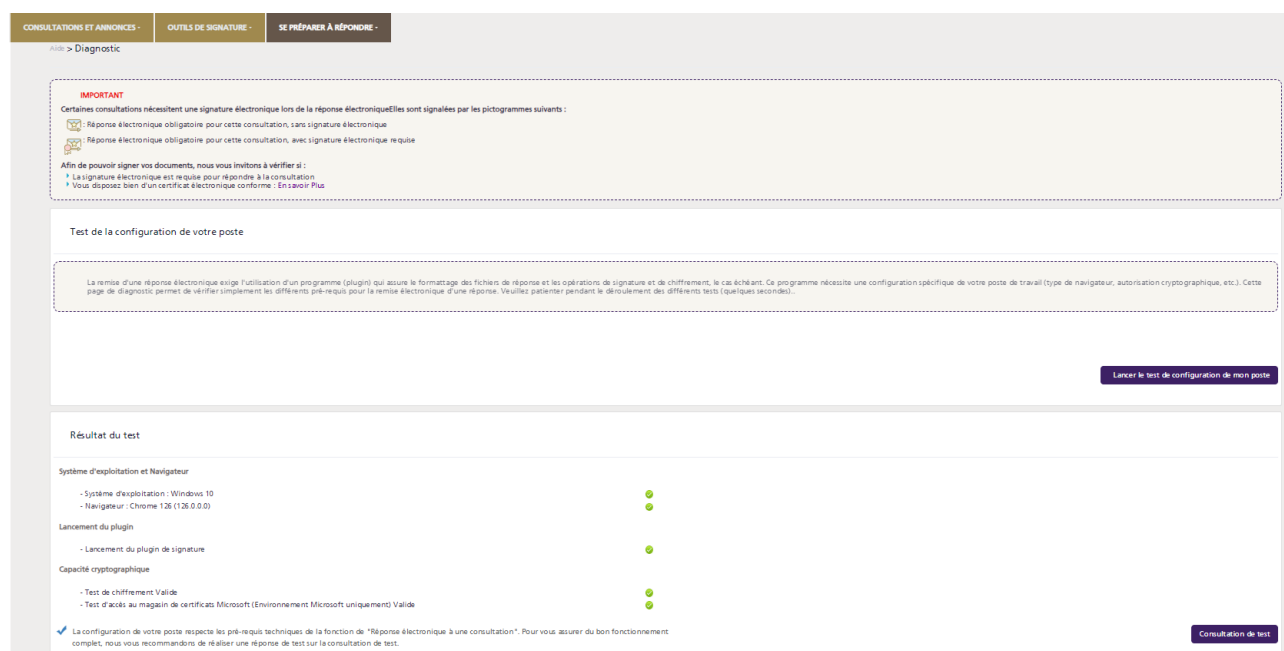 CONSULTATIONS ET ANNONCES -
OUTILS DE SIGNATURE -
SE PRÉPARER À RÉPONDRE -
Aide > Diagnostic
IMPORTANT
Certaines consultations nécessitent une signature électronique lors de la réponse électroniqueElles sont signalées par les pictogrammes suivants :
: Réponse électronique obligatoire pour cette consultation, sans signature électronique
: Réponse électronique obligatoire pour cette consultation, avec signature électronique requise
Afin de pouvoir signer vos documents, nous vous invitons à vérifier si :
La signature électronique est requise pour répondre à la consultation
Vous disposez bien d'un certificat électronique conforme : En savoir Plus
Test de la configuration de votre poste
La remise d'une réponse électronique exige l'utilisation d'un programme (plugin) qui assure le formattage des fichiers de réponse et les opérations de signature et de chiffrement, le cas échéant. Ce programme nécessite une configuration spécifique de votre poste de travail (type de navigateur, autorisation cryptographique, etc.). Cette
page de diagnostic permet de vérifier simplement les différents pré-requis pour la remise électronique d'une réponse. Veuillez patienter pendant le déroulement des différents tests (quelques secondes)...
Lancer le test de configuration de mon poste
Résultat du test
Système d'exploitation et Navigateur
- Système d'exploitation : Windows 10
- Navigateur : Chrome 126 (126.0.0.0)
Lancement du plugin
- Lancement du plugin de signature
Capacité cryptographique
- Test de chiffrement Valide
- Test d'accès au magasin de certificats Microsoft (Environnement Microsoft uniquement) Valide
La configuration de votre poste respecte les pré-requis techniques de la fonction de "Réponse électronique à une consultation". Pour vous assurer du bon fonctionnement
complet, nous vous recommandons de réaliser une réponse de test sur la consultation de test.
Consultation de test